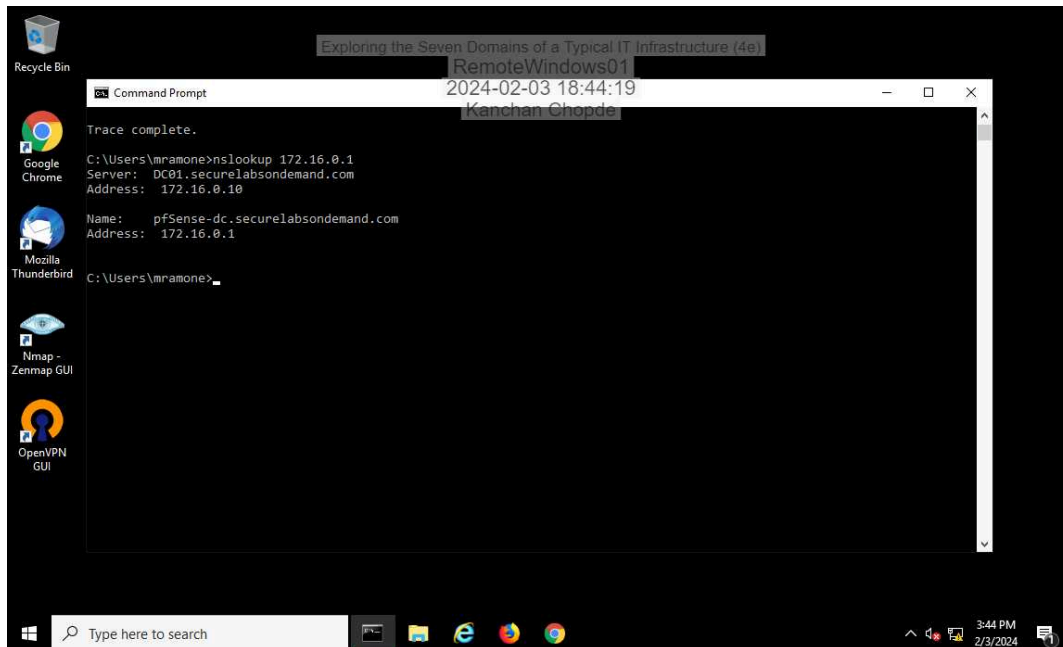 Exploring the Seven Domains of a Typical IT Infrastructure (4e)
RemoteWindows01
2024-02-03 18:44:19
Kanchan Chopde
Recycle Bin
Command Prompt
Trace complete.
C:\Users\mramone>nslookup 172.16.0.1
Server:  DC01.securelabsondemand.com
Address:  172.16.0.10
Name:    pfSense-dc.securelabsondemand.com
Address:  172.16.0.1
C:\Users\mramone>
Google
Chrome
Mozilla
Thunderbird
Nmap -
Zenmap GUI
OpenVPN
GUI
Type here to search
3:44 PM
2/3/2024
1